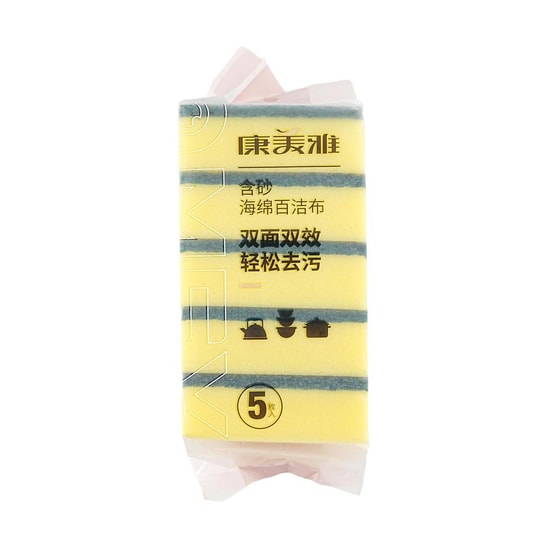 康美雅
含砂
海绵百洁布
双面双效
轻松去污
5枚入